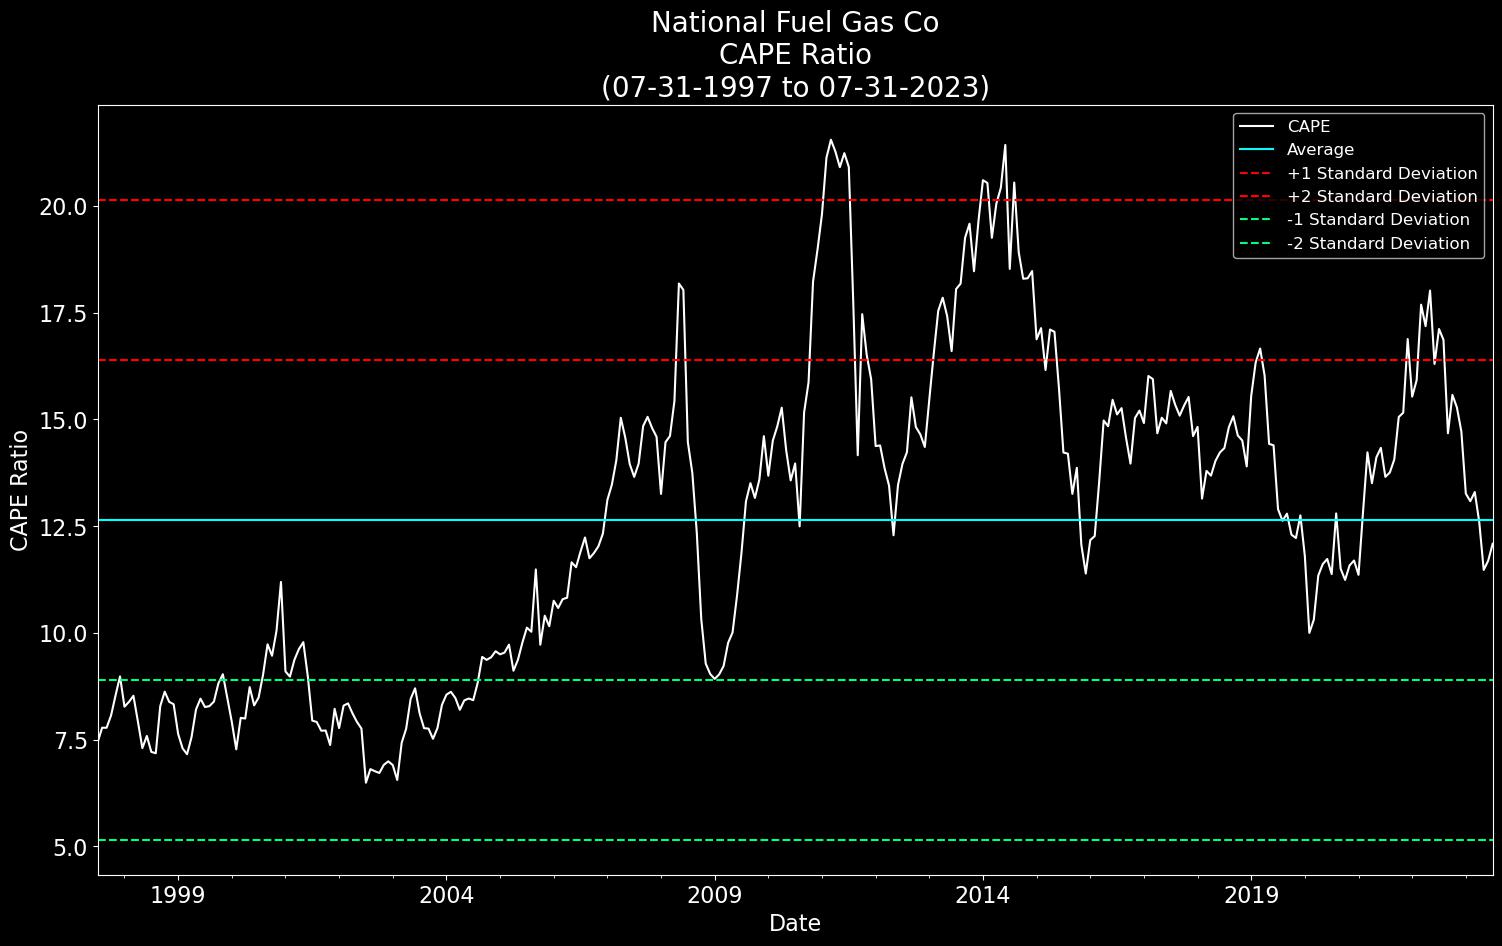 National Fuel Gas Co
CAPE Ratio
(07-31-1997 to 07-31-2023)
CAPE
Average
+1 Standard Deviation
+2 Standard Deviation
-1 Standard Deviation
-2 Standard Deviation
CAPE Ratio
20.0
17.5
15.0
12.5
10.0
7.5
5.0
1999
2004
2009
2014
2019
Date